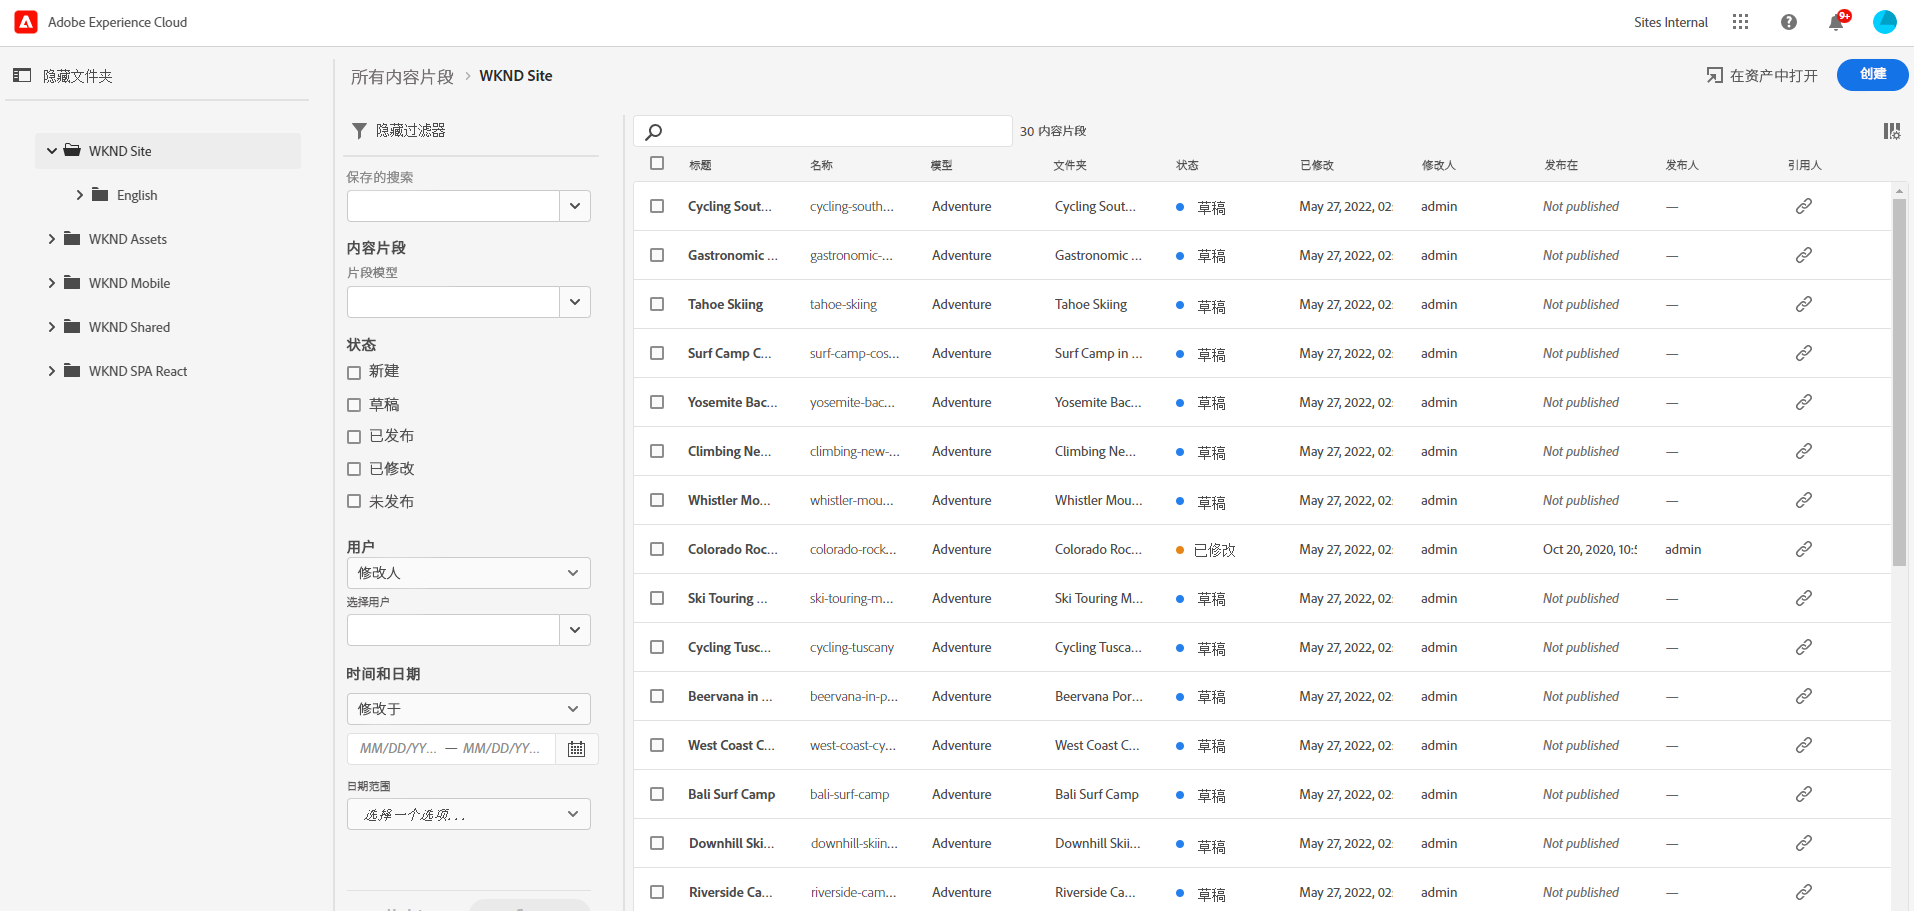 Adobe Experience Cloud
Sites Internal
9+
隐藏文件夹
WKND Site
English
WKND Assets
WKND Mobile
WKND Shared
WKND SPA React
所有内容片段 > WKND Site
在资产中打开
创建
隐藏过滤器
保存的搜索
内容片段
片段模型
状态
新建
草稿
已发布
已修改
未发布
用户
修改人
选择用户
时间和日期
修改于
MM/DD/YY... — MM/DD/YY...
日期范围
选择一个选项...
30 内容片段
标题 名称 模型 文件夹 状态 已修改 修改人 发布在 发布人 引用人
Cycling Sout... cycling-south... Adventure Cycling Sout... 草稿 May 27, 2022, 02: admin Not published —
Gastronomic ... gastronomic-... Adventure Gastronomic ... 草稿 May 27, 2022, 02: admin Not published —
Tahoe Skiing tahoe-skiing Adventure Tahoe Skiing 草稿 May 27, 2022, 02: admin Not published —
Surf Camp C... surf-camp-cos... Adventure Surf Camp in ... 草稿 May 27, 2022, 02: admin Not published —
Yosemite Bac... yosemite-bac... Adventure Yosemite Bac... 草稿 May 27, 2022, 02: admin Not published —
Climbing Ne... climbing-new-... Adventure Climbing Ne... 草稿 May 27, 2022, 02: admin Not published —
Whistler Mo... whistler-mou... Adventure Whistler Mou... 草稿 May 27, 2022, 02: admin Not published —
Colorado Roc... colorado-rock... Adventure Colorado Roc... 已修改 May 27, 2022, 02: admin Oct 20, 2020, 10: admin
Ski Touring ... ski-touring-m... Adventure Ski Touring M... 草稿 May 27, 2022, 02: admin Not published —
Cycling Tusc... cycling-tuscany Adventure Cycling Tusca... 草稿 May 27, 2022, 02: admin Not published —
Beervana in ... beervana-in-p... Adventure Beervana Por... 草稿 May 27, 2022, 02: admin Not published —
West Coast C... west-coast-cy... Adventure West Coast C... 草稿 May 27, 2022, 02: admin Not published —
Bali Surf Camp bali-surf-camp Adventure Bali Surf Camp 草稿 May 27, 2022, 02: admin Not published —
Downhill Ski... downhill-skiin... Adventure Downhill Skii... 草稿 May 27, 2022, 02: admin Not published —
Riverside Ca... riverside-cam... Adventure Riverside Ca... 草稿 May 27, 2022, 02: admin Not published —